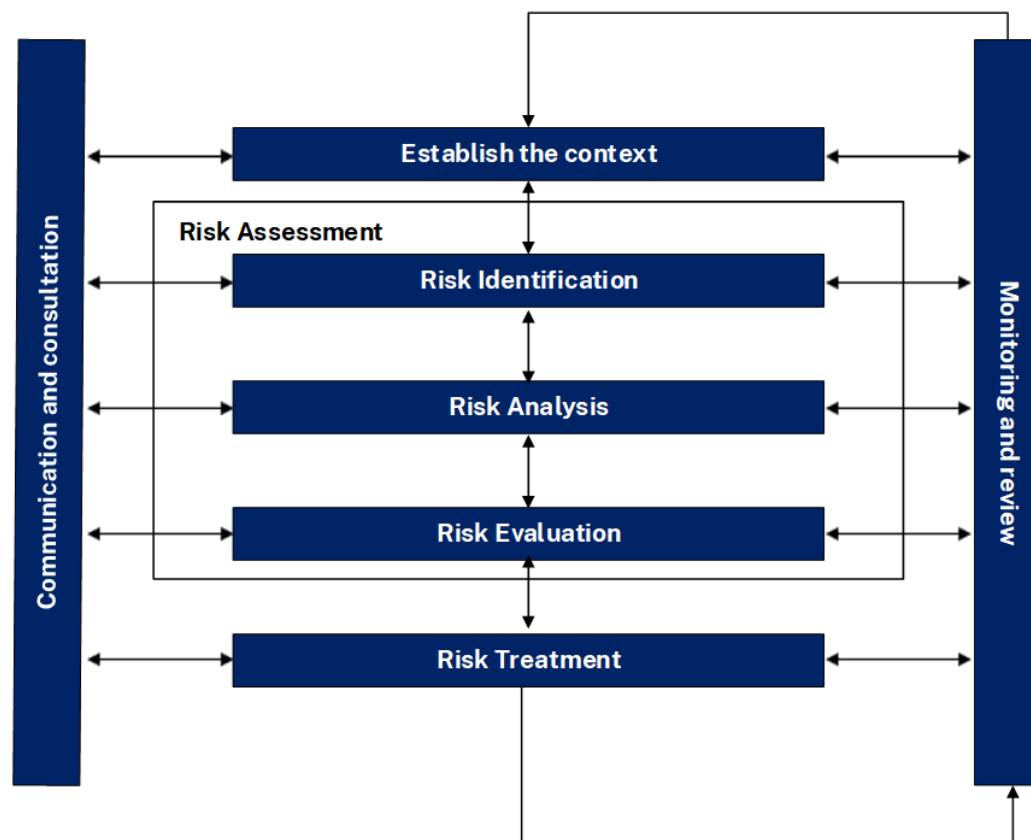 Establish the context
Risk Assessment
Risk Identification
Risk Analysis
Risk Evaluation
Risk Treatment
Communication and consultation
Monitoring and review